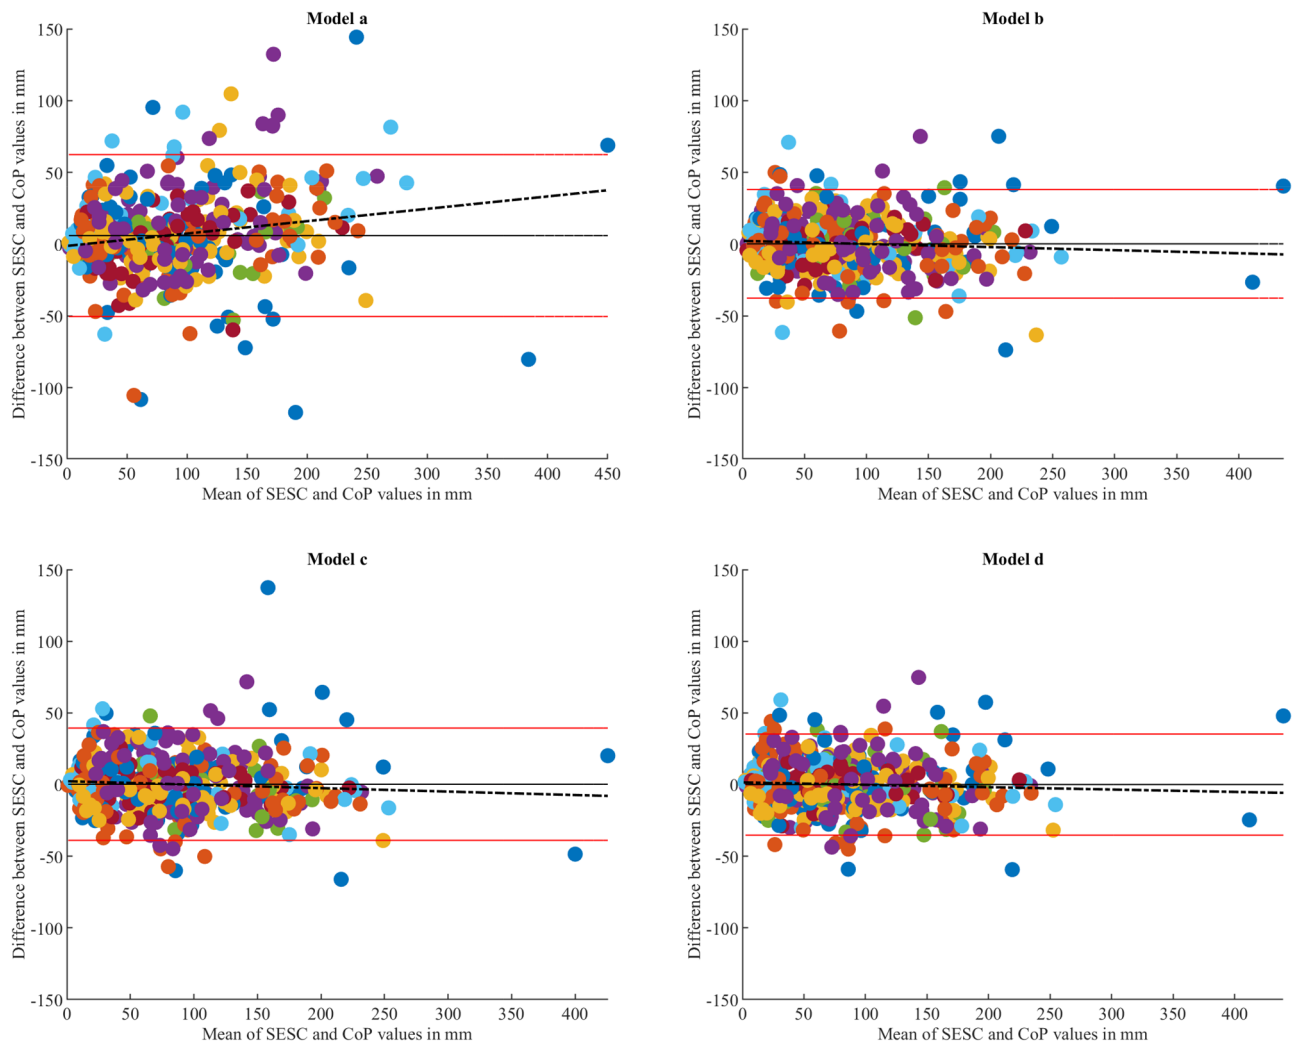 Model a
150
100
50
0
-50
-100
-150
Difference between SESC and CoP values in mm
0 50 100 150 200 250 300 350 400 450
Mean of SESC and CoP values in mm
Model b
150
100
50
0
-50
-100
-150
Difference between SESC and CoP values in mm
0 50 100 150 200 250 300 350 400
Mean of SESC and CoP values in mm
Model c
150
100
50
0
-50
-100
-150
Difference between SESC and CoP values in mm
0 50 100 150 200 250 300 350 400
Mean of SESC and CoP values in mm
Model d
150
100
50
0
-50
-100
-150
Difference between SESC and CoP values in mm
0 50 100 150 200 250 300 350 400
Mean of SESC and CoP values in mm